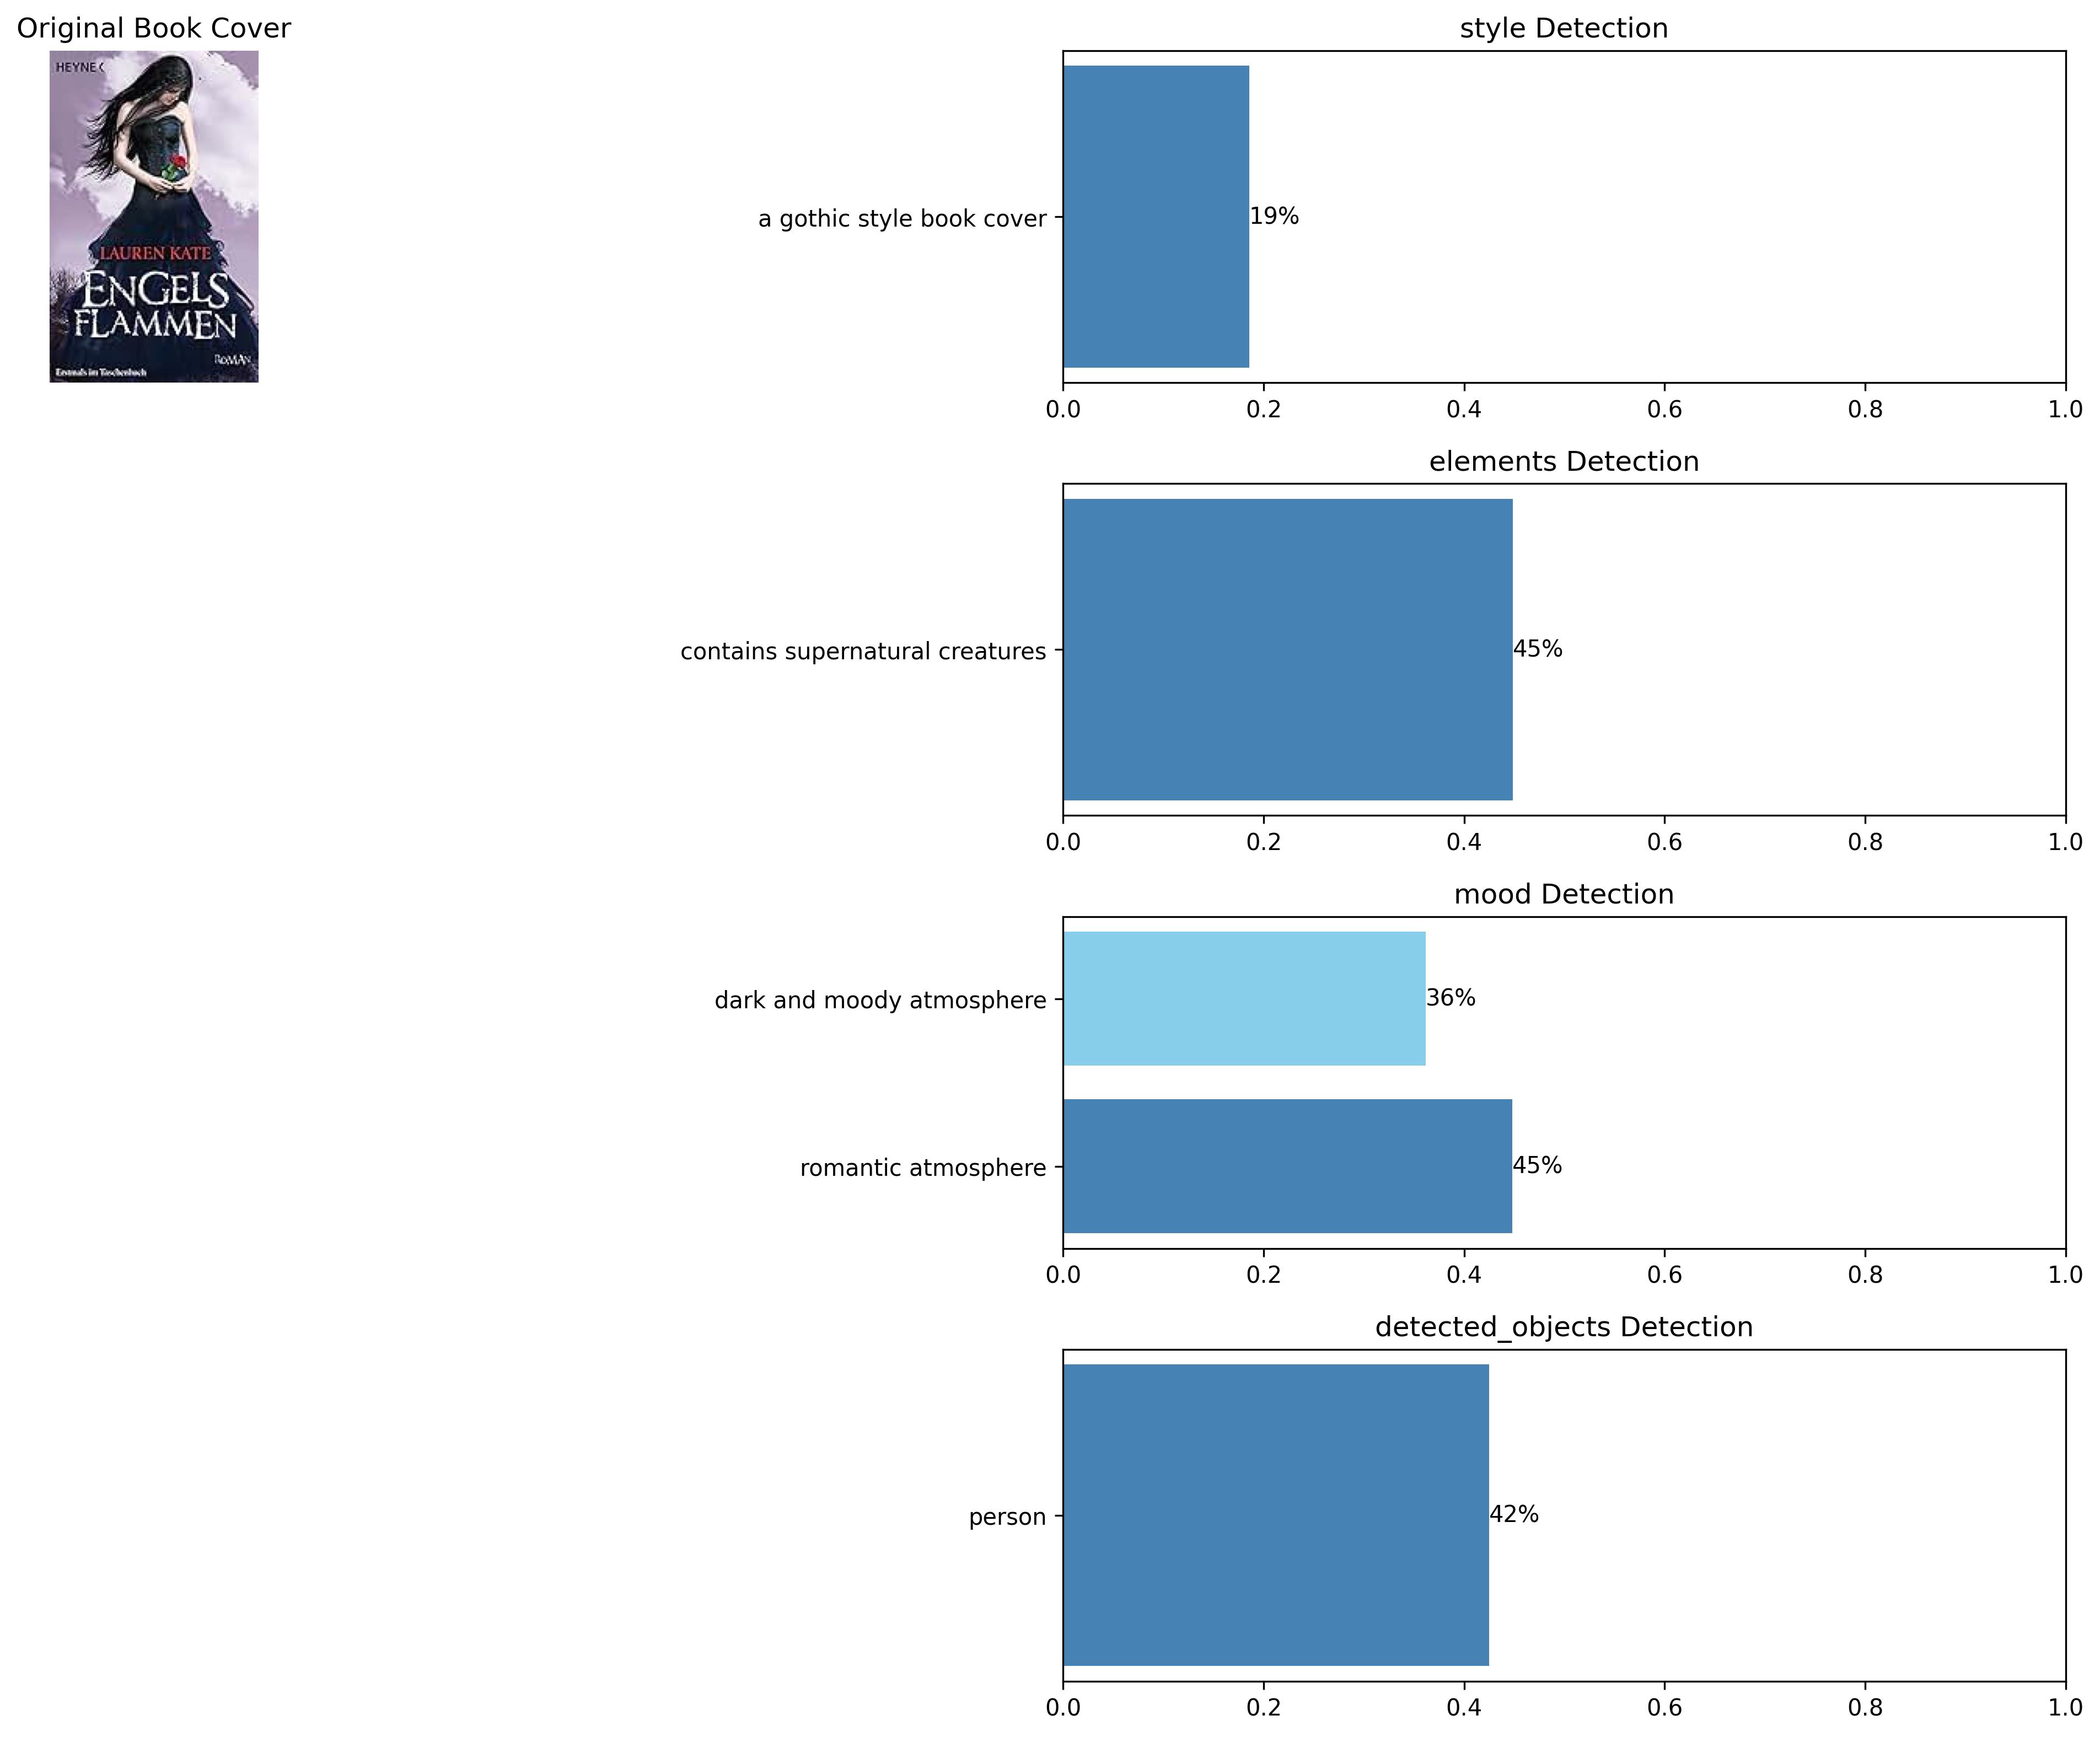 Original Book Cover
HEYNE<
LAUREN KATE
ENGELS
FLAMMEN
ROMAN
Erstmals im Taschenbuch
style Detection
a gothic style book cover
19%
0.0 0.2 0.4 0.6 0.8 1.0
elements Detection
contains supernatural creatures
45%
0.0 0.2 0.4 0.6 0.8 1.0
mood Detection
dark and moody atmosphere
36%
romantic atmosphere
45%
0.0 0.2 0.4 0.6 0.8 1.0
detected_objects Detection
person
42%
0.0 0.2 0.4 0.6 0.8 1.0